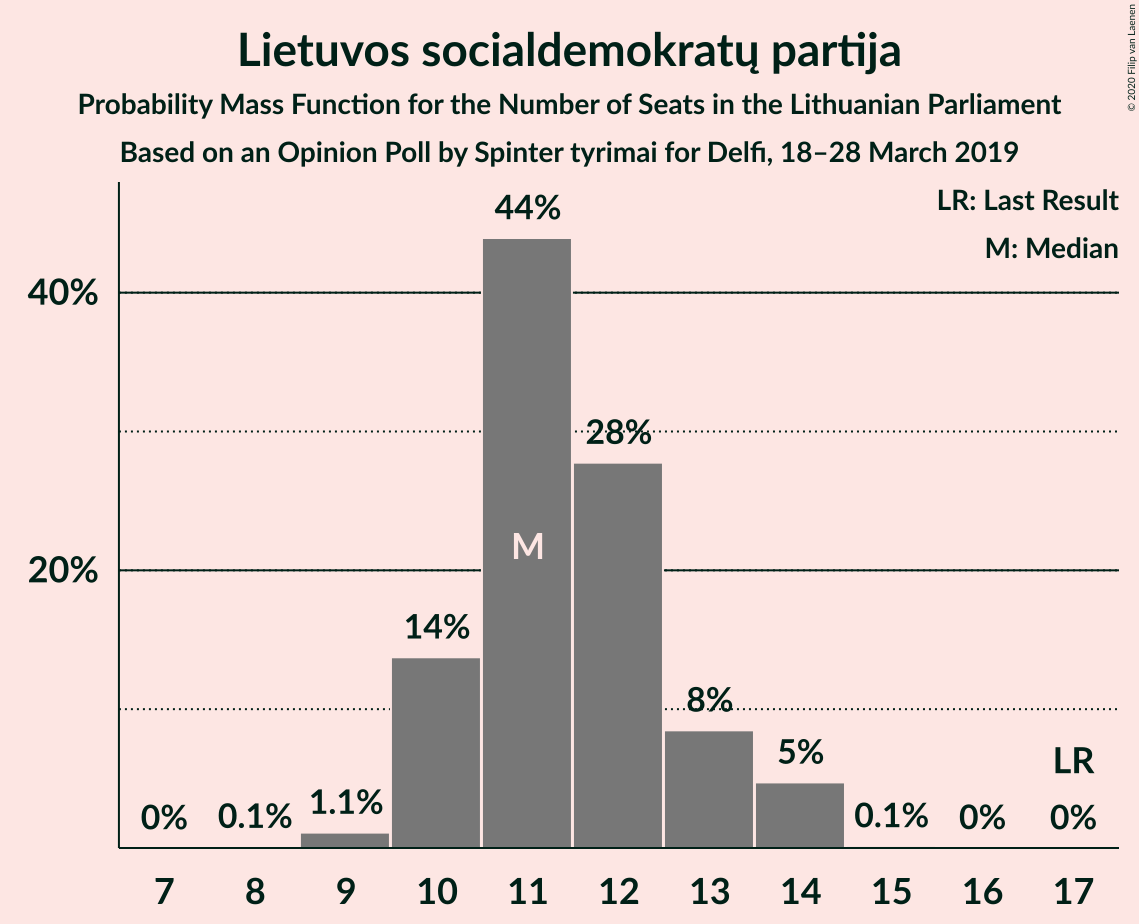 Lietuvos socialdemokratų partija
Probability Mass Function for the Number of Seats in the Lithuanian Parliament
Based on an Opinion Poll by Spinter tyrimai for Delfi, 18–28 March 2019
© 2020 Filip van Laenen
LR: Last Result
M: Median
44%
40%
28%
M
20%
14%
8%
5%
LR
0% 0.1% 1.1% 0.1% 0% 0%
7 8 9 10 11 12 13 14 15 16 17